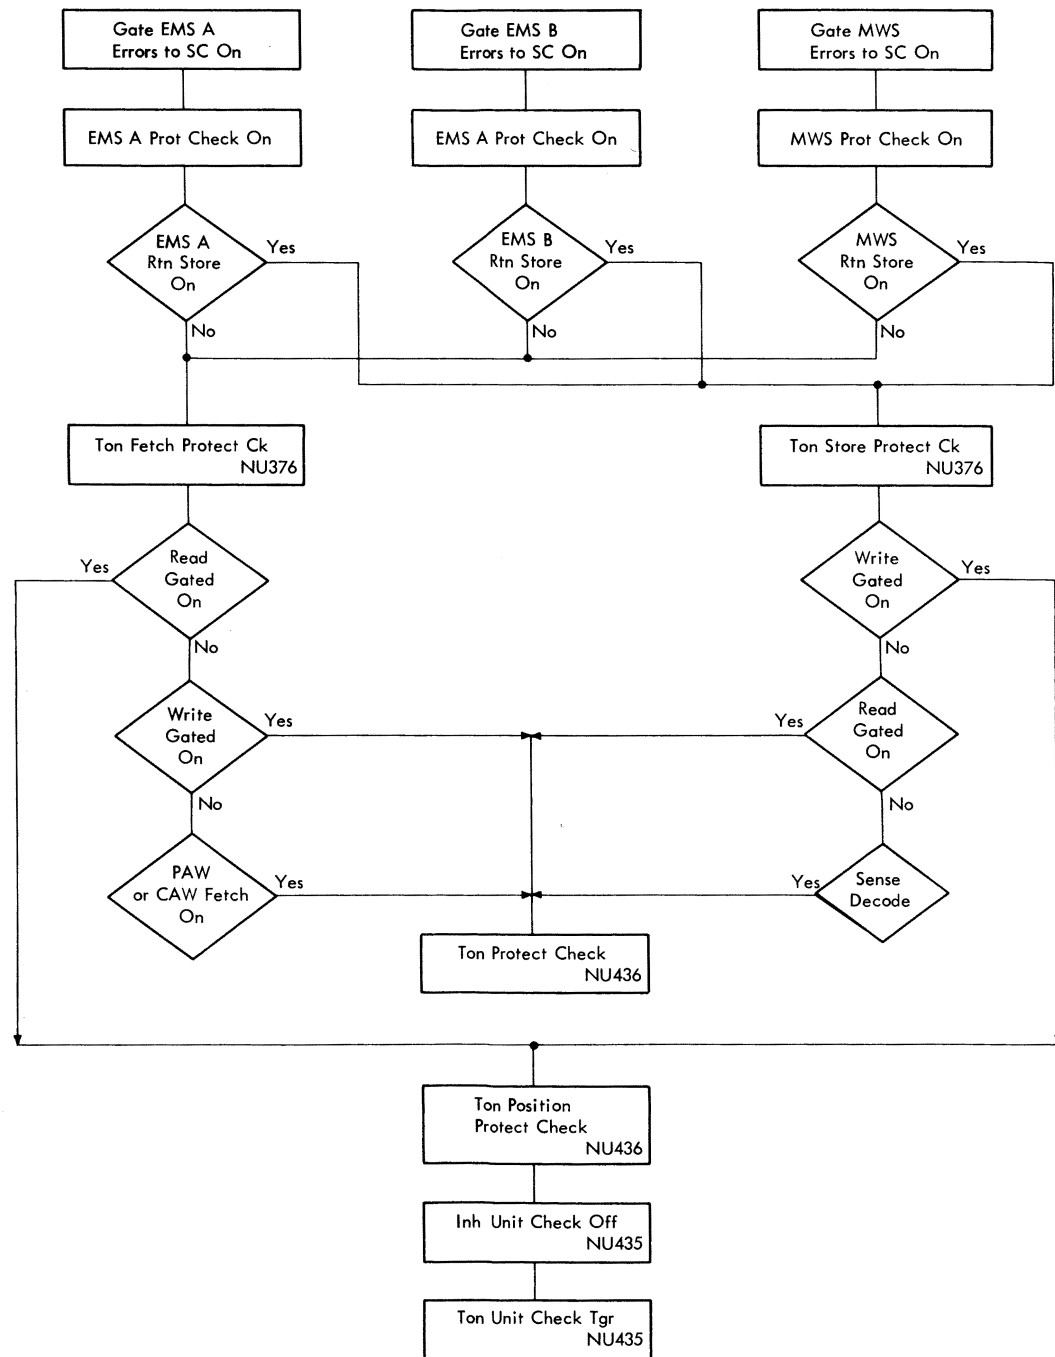 Gate EMS A
Errors to SC On
Gate EMS B
Errors to SC On
Gate MWS
Errors to SC On
EMS A Prot Check On
EMS A Prot Check On
MWS Prot Check On
EMS A
Rtn Store
On
Yes
No
EMS B
Rtn Store
On
Yes
No
MWS
Rtn Store
On
Yes
No
Ton Fetch Protect Ck
NU376
Ton Store Protect Ck
NU376
Yes
Read
Gated
On
No
Write
Gated
On
Yes
No
Write
Gated
On
Yes
No
Yes
Read
Gated
On
No
PAW
or CAW Fetch
On
Yes
Yes
Sense
Decode
Ton Protect Check
NU436
Ton Position
Protect Check
NU436
Inh Unit Check Off
NU435
Ton Unit Check Tgr
NU435